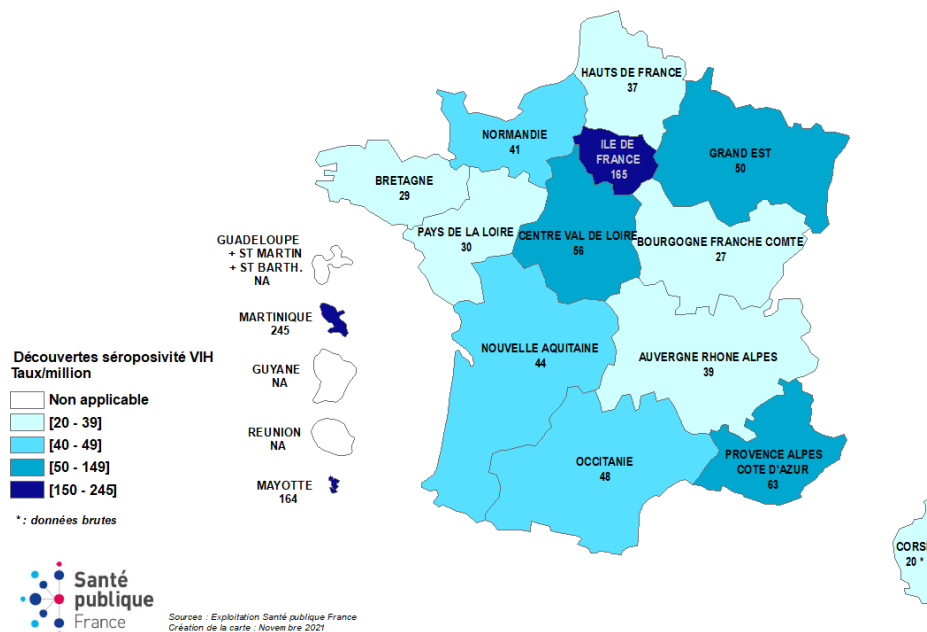 HAUTS DE FRANCE
37
NORMANDIE
41
ILE DE
FRANCE
165
GRAND EST
50
BRETAGNE
29
PAYS DE LA LOIRE
30
CENTRE VAL DE LOIRE
56
BOURGOGNE FRANCHE COMTE
27
GUADELOUPE
+ ST MARTIN
+ ST BARTH.
NA
MARTINIQUE
245
NOUVELLE AQUITAINE
44
AUVERGNE RHONE ALPES
39
GUYANE
NA
REUNION
NA
MAYOTTE
164
OCCITANIE
48
PROVENCE ALPES
COTE D'AZUR
63
CORSE
20 *
Découvertes séroposivité VIH
Taux/million
Non applicable
[20 - 39]
[40 - 49]
[50 - 149]
[150 - 245]
* : données brutes
Santé
publique
France
Sources : Exploitation Santé publique France
Création de la carte : Novembre 2021